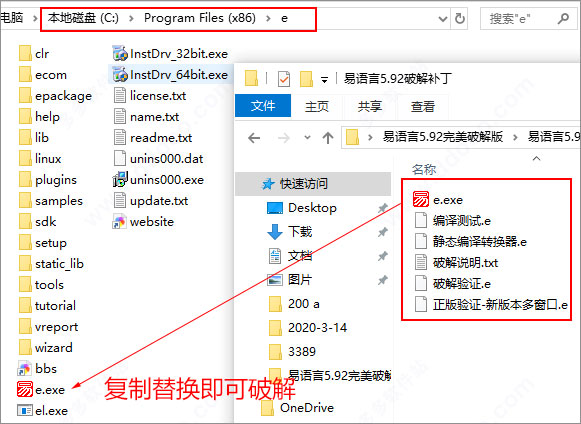 电脑 > 本地磁盘 (C:) > Program Files (x86) > e
搜索"e"
clr
ecom
epackage
help
lib
linux
plugins
samples
sdk
setup
static_lib
tools
tutorial
vreport
wizard
bbs
e.exe
el.exe
InstDrv_32bit.exe
InstDrv_64bit.exe
license.txt
name.txt
readme.txt
unins000.dat
unins000.exe
update.txt
website
易语言5.92破解补丁
文件 主页 共享 查看
易语言5.92完美破解版 > 易语言5.9
快速访问
Desktop
下载
文档
图片
200 a
2020-3-14
3389
易语言5.92完美破解
OneDrive
名称
e.exe
编译测试.e
静态编译转换器.e
破解说明.txt
破解验证.e
正版验证-新版本多窗口.e
复制替换即可破解